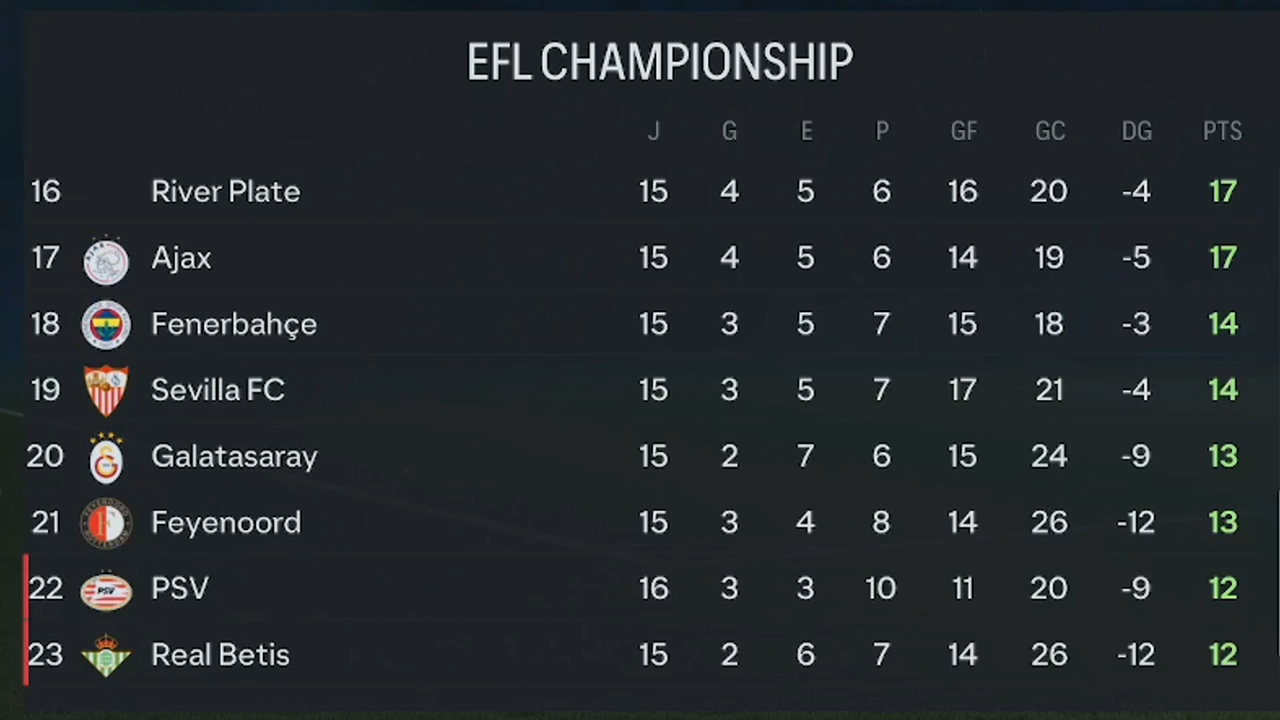 EFL CHAMPIONSHIP
J G E P GF GC DG PTS
16 River Plate 15 4 5 6 16 20 -4 17
17 Ajax 15 4 5 6 14 19 -5 17
18 Fenerbahçe 15 3 5 7 15 18 -3 14
19 Sevilla FC 15 3 5 7 17 21 -4 14
20 Galatasaray 15 2 7 6 15 24 -9 13
21 Feyenoord 15 3 4 8 14 26 -12 13
22 PSV PSV 16 3 3 10 11 20 -9 12
23 Real Betis 15 2 6 7 14 26 -12 12